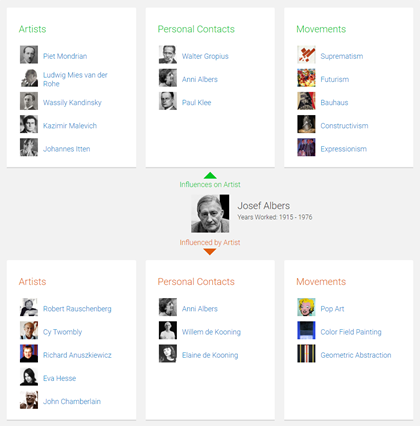 Artists
Piet Mondrian
Ludwig Mies van der
Rohe
Wassily Kandinsky
Kazimir Malevich
Johannes Itten
Personal Contacts
Walter Gropius
Anni Albers
Paul Klee
Movements
Suprematism
Futurism
Bauhaus
Constructivism
Expressionism
Influences on Artist
Josef Albers
Years Worked: 1915 - 1976
Influenced by Artist
Artists
Robert Rauschenberg
Cy Twombly
Richard Anuszkiewicz
Eva Hesse
John Chamberlain
Personal Contacts
Anni Albers
Willem de Kooning
Elaine de Kooning
Movements
Pop Art
Color Field Painting
Geometric Abstraction